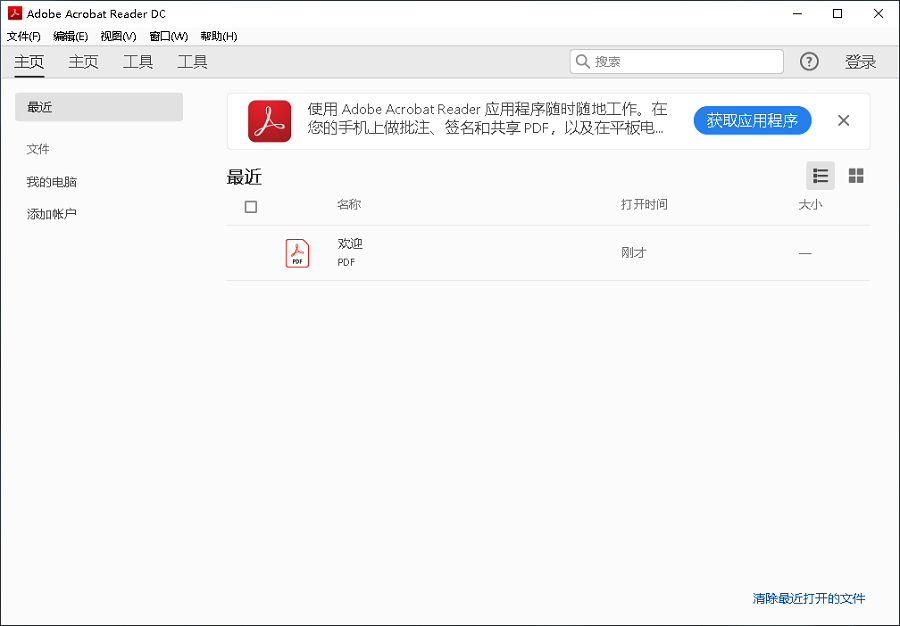 Adobe Acrobat Reader DC
文件(F) 编辑(E) 视图(V) 窗口(W) 帮助(H)
主页 主页 工具 工具 搜索 登录
最近
文件
我的电脑
添加帐户
使用 Adobe Acrobat Reader 应用程序随时随地工作。在
您的手机上做批注、签名和共享 PDF，以及在平板电...
获取应用程序
最近
名称 打开时间 大小
PDF
欢迎
PDF
刚才 —
清除最近打开的文件